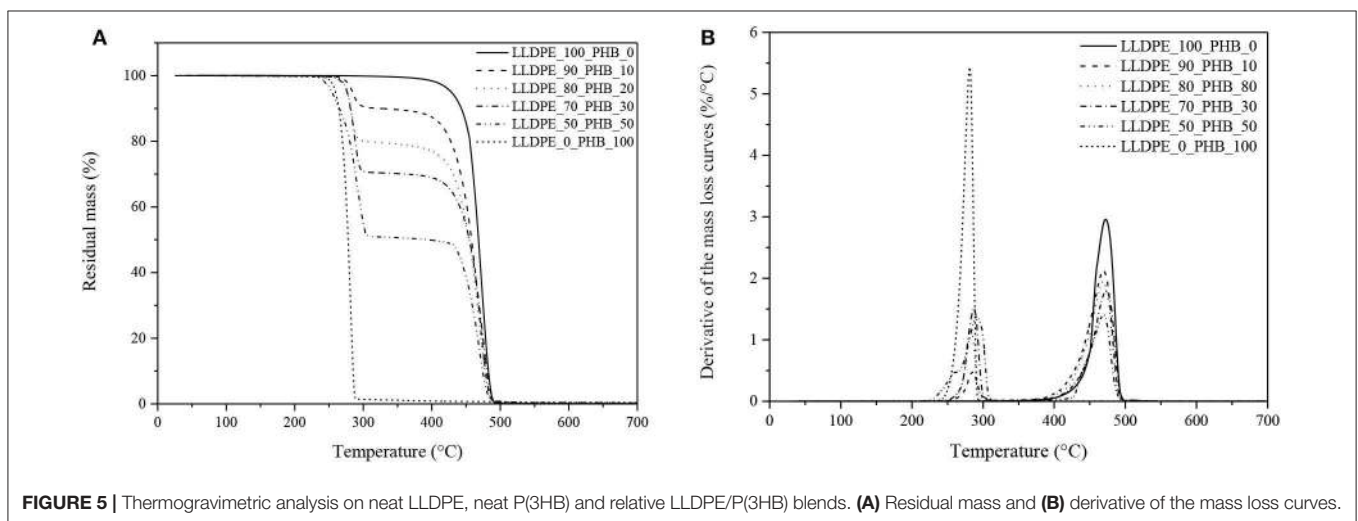 A
110
100
80
60
40
20
0
Residual mass (%)
LLDPE_100_PHB_0
LLDPE_90_PHB_10
LLDPE_80_PHB_20
LLDPE_70_PHB_30
LLDPE_50_PHB_50
LLDPE_0_PHB_100
0 100 200 300 400 500 600 700
Temperature (°C)
B
6
5
4
3
2
1
0
Derivative of the mass loss curves (%/°C)
LLDPE_100_PHB_0
LLDPE_90_PHB_10
LLDPE_80_PHB_80
LLDPE_70_PHB_30
LLDPE_50_PHB_50
LLDPE_0_PHB_100
0 100 200 300 400 500 600 700
Temperature (°C)
FIGURE 5 | Thermogravimetric analysis on neat LLDPE, neat P(3HB) and relative LLDPE/P(3HB) blends. (A) Residual mass and (B) derivative of the mass loss curves.